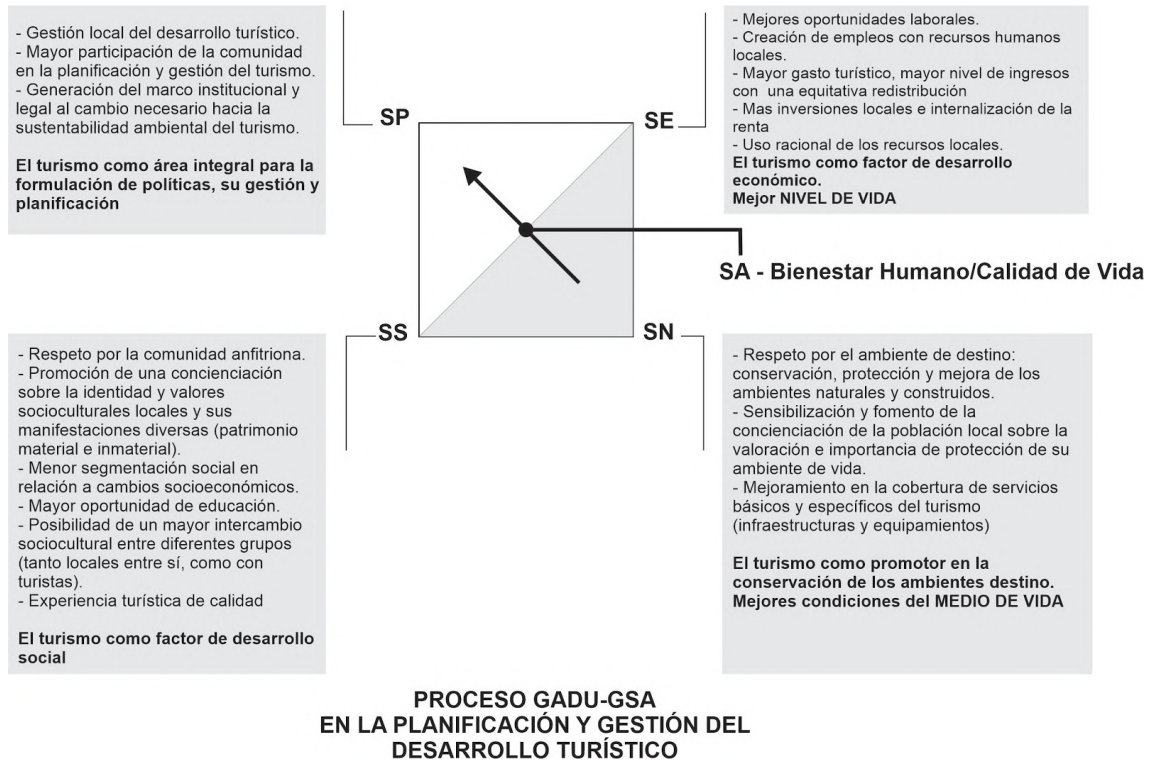 - Gestión local del desarrollo turístico.
- Mayor participación de la comunidad
en la planificación y gestión del turismo.
- Generación del marco institucional y
legal al cambio necesario hacia la
sustentabilidad ambiental del turismo.
El turismo como área integral para la
formulación de políticas, su gestión y
planificación
SP
SE
- Mejores oportunidades laborales.
- Creación de empleos con recursos humanos
locales.
- Mayor gasto turístico, mayor nivel de ingresos
con una equitativa redistribución
- Mas inversiones locales e internalización de la
renta
- Uso racional de los recursos locales.
El turismo como factor de desarrollo
económico.
Mejor NIVEL DE VIDA
SA - Bienestar Humano/Calidad de Vida
SS
SN
- Respeto por la comunidad anfitriona.
- Promoción de una concienciación
sobre la identidad y valores
socioculturales locales y sus
manifestaciones diversas (patrimonio
material e inmaterial).
- Menor segmentación social en
relación a cambios socioeconómicos.
- Mayor oportunidad de educación.
- Posibilidad de un mayor intercambio
sociocultural entre diferentes grupos
(tanto locales entre sí, como con
turistas).
- Experiencia turística de calidad
El turismo como factor de desarrollo
social
- Respeto por el ambiente de destino:
conservación, protección y mejora de los
ambientes naturales y construidos.
- Sensibilización y fomento de la
concienciación de la población local sobre la
valoración e importancia de protección de su
ambiente de vida.
- Mejoramiento en la cobertura de servicios
básicos y específicos del turismo
(infraestructuras y equipamientos)
El turismo como promotor en la
conservación de los ambientes destino.
Mejores condiciones del MEDIO DE VIDA
PROCESO GADU-GSA
EN LA PLANIFICACIÓN Y GESTIÓN DEL
DESARROLLO TURÍSTICO